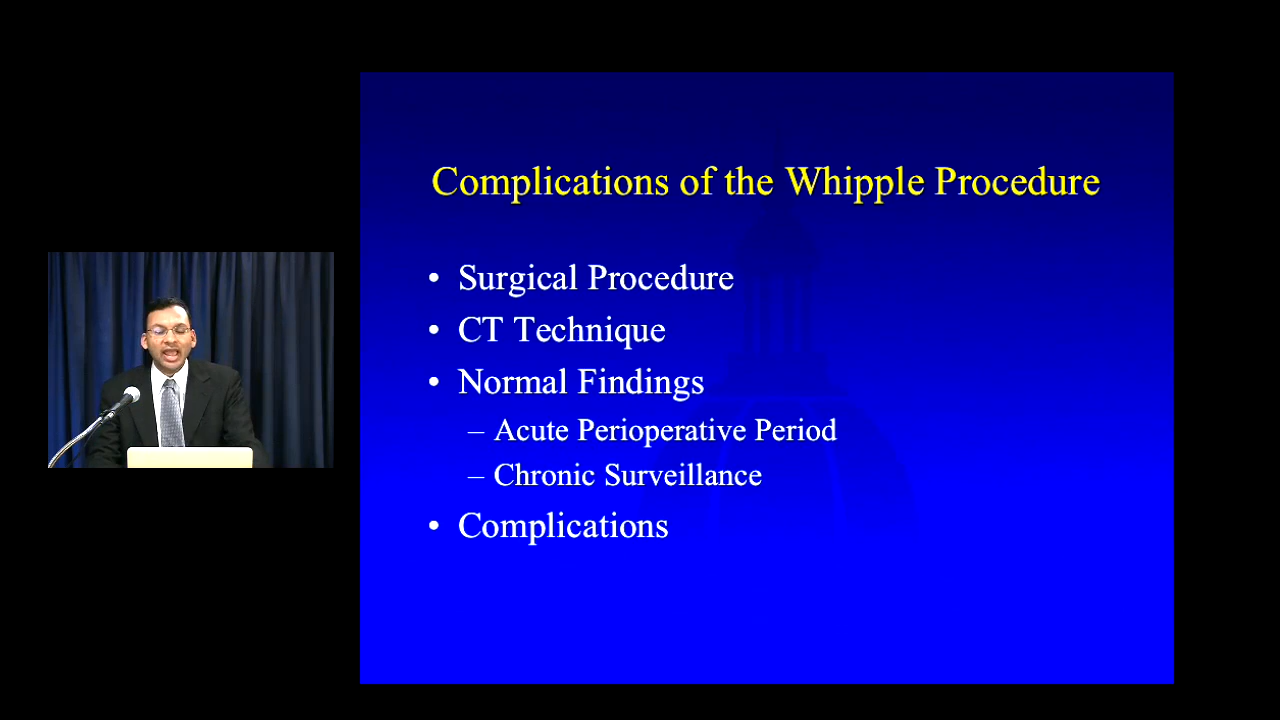 Complications of the Whipple Procedure
• Surgical Procedure
• CT Technique
• Normal Findings
– Acute Perioperative Period
– Chronic Surveillance
• Complications